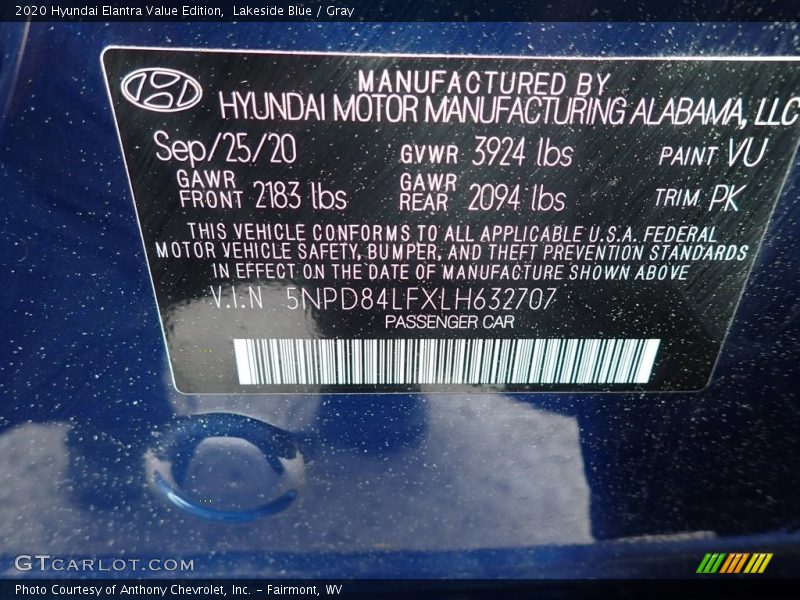 2020 Hyundai Elantra Value Edition,  Lakeside Blue / Gray
MANUFACTURED BY
HYUNDAI MOTOR MANUFACTURING ALABAMA, LLC
Sep/25/20 GVWR 3924 lbs PAINT VU
GAWR FRONT 2183 lbs GAWR REAR 2094 lbs TRIM PK
THIS VEHICLE CONFORMS TO ALL APPLICABLE U.S.A. FEDERAL
MOTOR VEHICLE SAFETY, BUMPER, AND THEFT PREVENTION STANDARDS
IN EFFECT ON THE DATE OF MANUFACTURE SHOWN ABOVE
V.I.N 5NPD84LFXLH632707
PASSENGER CAR
GTCARLOT.COM
Photo Courtesy of Anthony Chevrolet, Inc. – Fairmont, WV